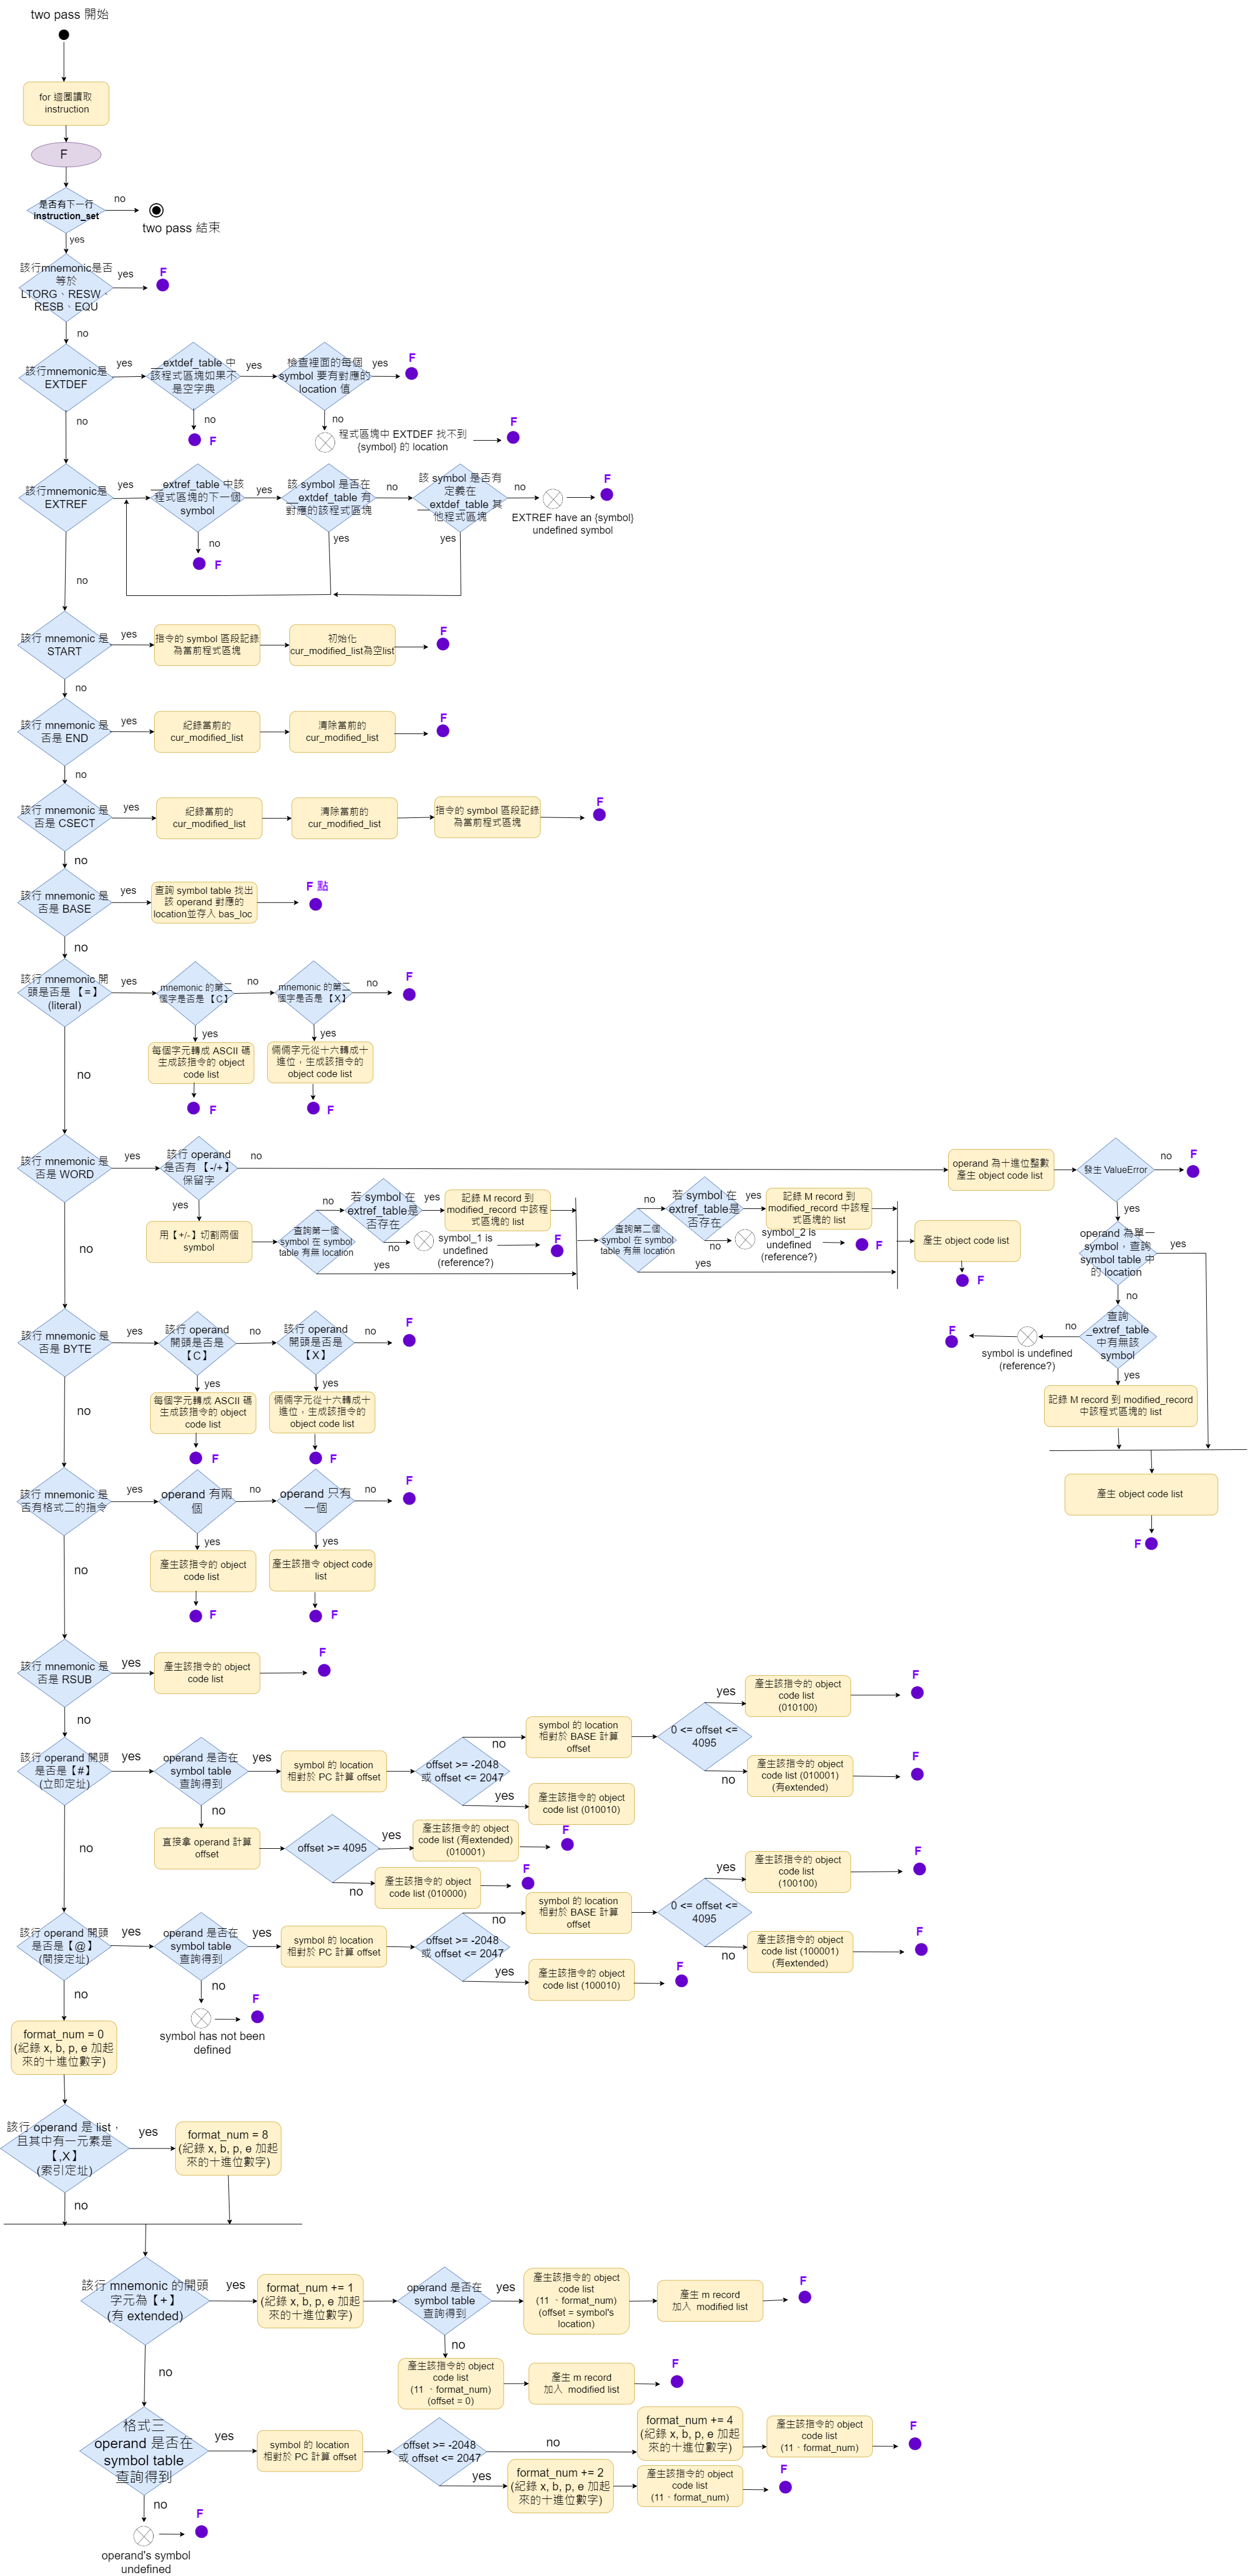 two pass 開始
for 迴圈讀取
instruction
F
是否有下一行
instruction_set
no
two pass 結束
yes
該行mnemonic是否
等於
LTORG、RESW、
RESB、EQU
yes
F
no
該行mnemonic是
EXTDEF
yes
__extdef_table 中
該程式區塊如果不
是空字典
yes
檢查裡面的每個
symbol 要有對應的
location 值
yes
F
no
F
no
程式區塊中 EXTDEF 找不到
{symbol} 的 location
F
no
該行mnemonic是
EXTREF
yes
__extref_table 中該
程式區塊的下一個
symbol
yes
該 symbol 是否在
__extdef_table 有
對應的該程式區塊
no
該 symbol 是否有
定義在
__extdef_table 其
他程式區塊
no
F
EXTREF have an {symbol}
undefined symbol
no
F
yes
yes
no
該行 mnemonic 是
START
yes
指令的 symbol 區段記錄
為當前程式區塊
初始化
cur_modified_list為空list
F
no
該行 mnemonic 是
否是 END
yes
紀錄當前的
cur_modified_list
清除當前的
cur_modified_list
F
no
該行 mnemonic 是
否是 CSECT
yes
紀錄當前的
cur_modified_list
清除當前的
cur_modified_list
指令的 symbol 區段記錄
為當前程式區塊
F
no
該行 mnemonic 是
否是 BASE
yes
查詢 symbol table 找出
該 operand 對應的
location並存入 bas_loc
F 點
no
該行 mnemonic 開
頭是否是【=】
(literal)
yes
mnemonic 的第二
個字是否是【C】
no
mnemonic 的第二
個字是否是【X】
no
F
yes
每個字元轉成 ASCII 碼
生成該指令的 object
code list
F
yes
倆倆字元從十六轉成十
進位，生成該指令的
object code list
F
no
該行 mnemonic 是
否是 WORD
yes
該行 operand
是否有【-/+】
保留字
no
operand 為十進位整數
產生 object code list
發生 ValueError
no
F
yes
用【+/-】切割兩個
symbol
查詢第一個
symbol 在 symbol
table 有無 location
no
若 symbol 在
extref_table是
否存在
yes
記錄 M record 到
modified_record 中該程
式區塊的 list
no
symbol_1 is
undefined
(reference?)
F
yes
查詢第二個
symbol 在 symbol
table 有無 location
no
若 symbol 在
extref_table是
否存在
yes
記錄 M record 到
modified_record 中該程
式區塊的 list
no
symbol_2 is
undefined
(reference?)
F
yes
產生 object code list
F
yes
operand 為單一
symbol，查詢
symbol table 中
的 location
yes
no
查詢
_extref_table
中有無該
symbol
no
symbol is undefined
(reference?)
F
yes
記錄 M record 到 modified_record
中該程式區塊的 list
產生 object code list
F
no
該行 mnemonic 是
否是 BYTE
yes
該行 operand
開頭是否是
【C】
no
該行 operand
開頭是否是
【X】
no
F
yes
每個字元轉成 ASCII 碼
生成該指令的 object
code list
F
yes
倆倆字元從十六轉成十
進位，生成該指令的
object code list
F
no
該行 mnemonic 是
否有格式二的指令
yes
operand 有兩
個
no
operand 只有
一個
no
F
yes
產生該指令的 object
code list
F
yes
產生該指令 object code
list
F
no
該行 mnemonic 是
否是 RSUB
yes
產生該指令的 object
code list
F
no
該行 operand 開頭
是否是【#】
(立即定址)
yes
operand 是否在
symbol table
查詢得到
yes
symbol 的 location
相對於 PC 計算 offset
offset >= -2048
或 offset <= 2047
no
symbol 的 location
相對於 BASE 計算
offset
0 <= offset <=
4095
yes
產生該指令的 object
code list
(010100)
F
no
產生該指令的 object
code list (010001)
(有extended)
F
yes
產生該指令的 object
code list (010010)
no
直接拿 operand 計算
offset
offset >= 4095
yes
產生該指令的 object
code list (有extended)
(010001)
F
no
產生該指令的 object
code list (010000)
F
no
該行 operand 開頭
是否是【@】
(間接定址)
yes
operand 是否在
symbol table
查詢得到
yes
symbol 的 location
相對於 PC 計算 offset
offset >= -2048
或 offset <= 2047
no
symbol 的 location
相對於 BASE 計算
offset
0 <= offset <=
4095
yes
產生該指令的 object
code list
(100100)
F
no
產生該指令的 object
code list (100001)
(有extended)
F
yes
產生該指令的 object
code list (100010)
F
no
symbol has not been
defined
F
no
format_num = 0
(紀錄 x, b, p, e 加起
來的十進位數字)
該行 operand 是 list，
且其中有一元素是
【,X】
(索引定址)
yes
format_num = 8
(紀錄 x, b, p, e 加起
來的十進位數字)
no
該行 mnemonic 的開頭
字元為【+】
(有 extended)
yes
format_num += 1
(紀錄 x, b, p, e 加起
來的十進位數字)
operand 是否在
symbol table
查詢得到
yes
產生該指令的 object
code list
(11 、format_num)
(offset = symbol's
location)
產生 m record
加入 modified list
F
no
產生該指令的 object
code list
(11 、format_num)
(offset = 0)
產生 m record
加入 modified list
F
no
格式三
operand 是否在
symbol table
查詢得到
yes
symbol 的 location
相對於 PC 計算 offset
offset >= -2048
或 offset <= 2047
no
format_num += 4
(紀錄 x, b, p, e 加起
來的十進位數字)
產生該指令的 object
code list
(11、format_num)
F
yes
format_num += 2
(紀錄 x, b, p, e 加起
來的十進位數字)
產生該指令的 object
code list
(11、format_num)
F
no
operand's symbol
undefined
F